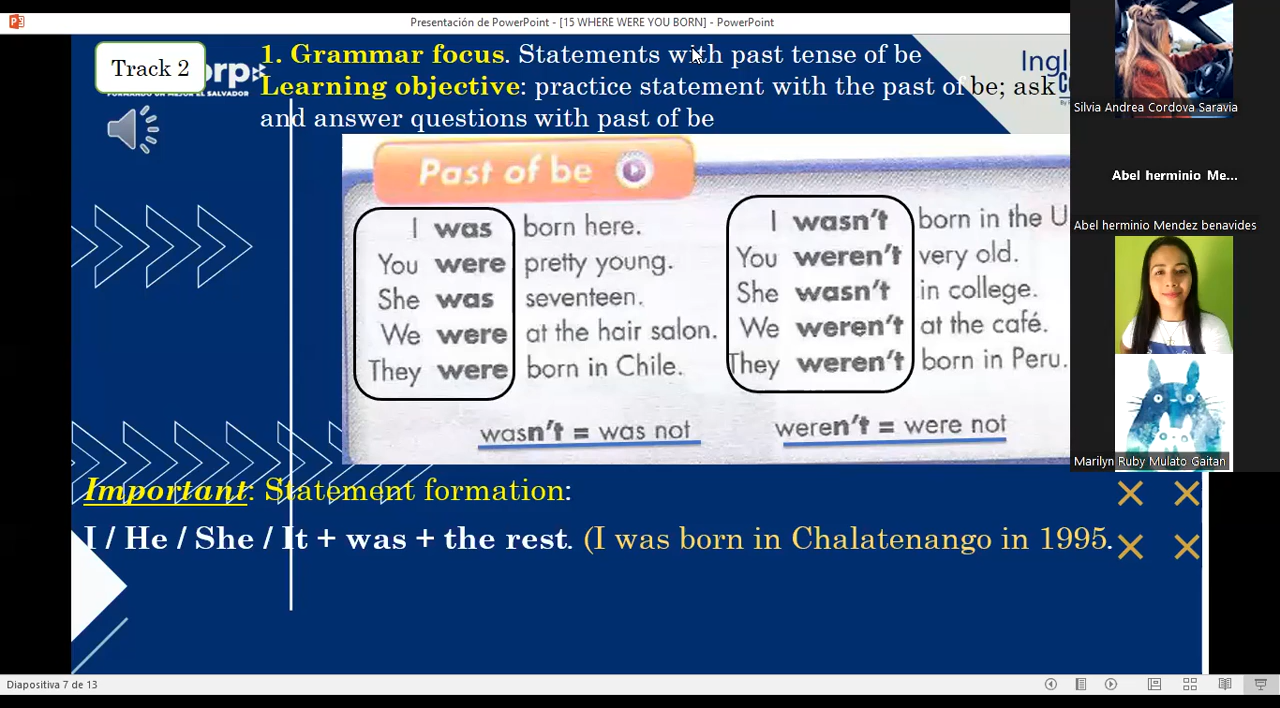 Presentación de PowerPoint - [15 WHERE WERE YOU BORN] - PowerPoint
Track 2
1. Grammar focus. Statements with past tense of be
Learning objective: practice statement with the past of be; ask
and answer questions with past of be
Past of be
I was born here.
You were pretty young.
She was seventeen.
We were at the hair salon.
They were born in Chile.
wasn't = was not
I wasn't born in the U
You weren't very old.
She wasn't in college.
We weren't at the café.
They weren't born in Peru.
weren't = were not
Important: Statement formation:
I / He / She / It + was + the rest. (I was born in Chalatenango in 1995.
Silvia Andrea Cordova Saravia
Abel herminio Me...
Abel herminio Mendez benavides
Marilyn Ruby Mulato Gaitan
Diapositiva 7 de 13